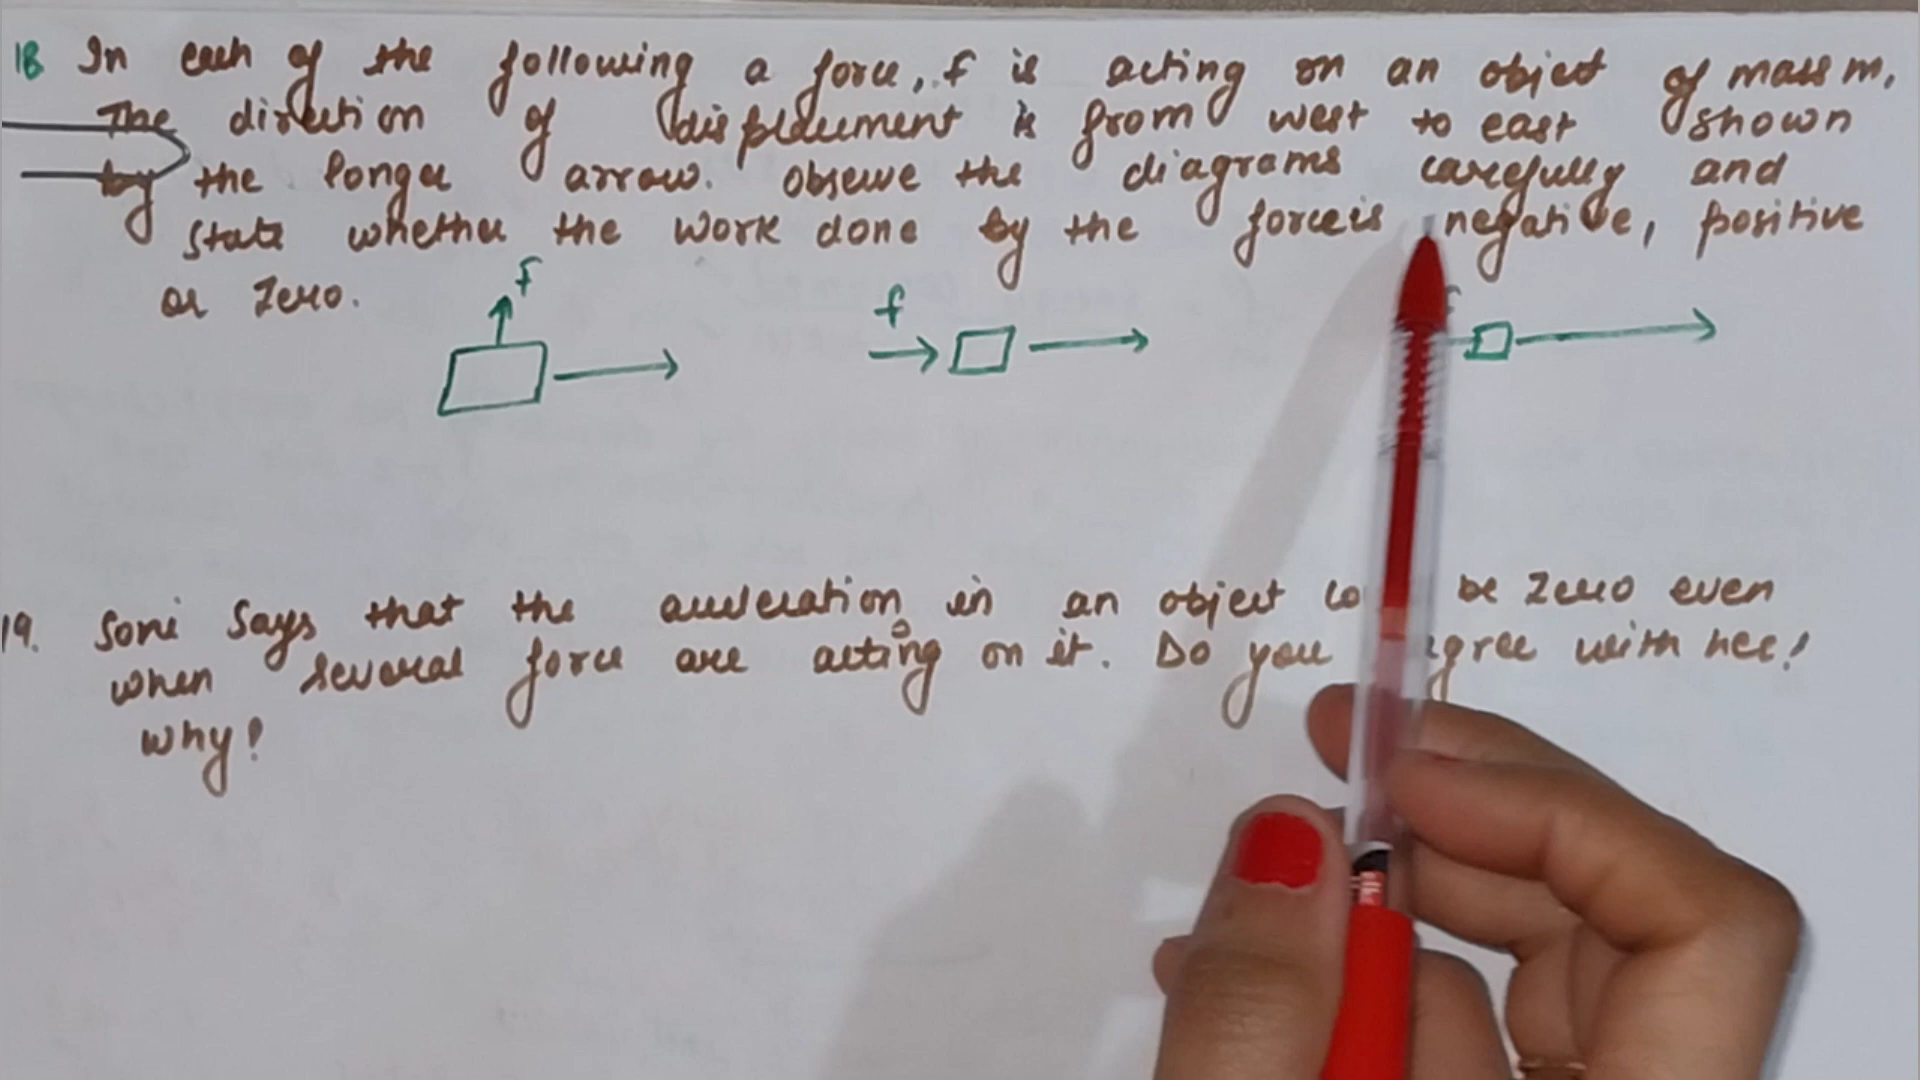 18 In each of the following a force, f is acting on an object of mass m.
The direction of displacement is from west to east shown
by the longer arrow. Observe the diagrams carefully and
state whether the work done by the force is negative, positive
or zero.
f
f
19. Soni says that the acceleration in an object be zero even
when several force are acting on it. Do you agree with her!
why!